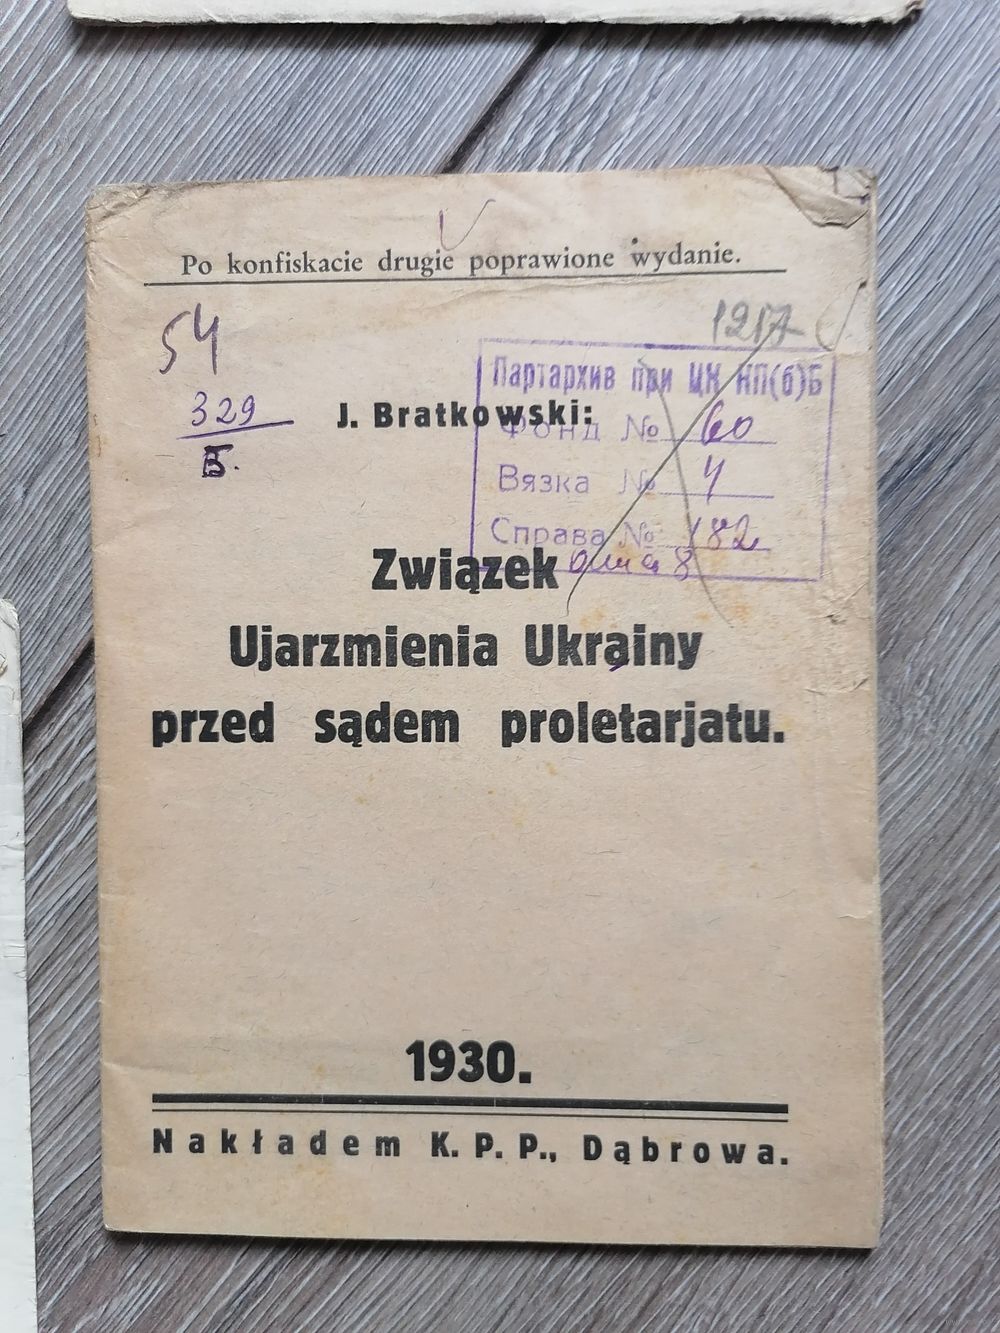 Po konfiskacie drugie poprawione wydanie.
54
1217
329
Б.
J. Bratkowski:
Партархив при ЦК КП(б)Б
Фонд № 60
Вязка № 4
Справа № 182
Związek
Ujarzmienia Ukrainy
przed sądem proletarjatu.
1930.
Nakładem K. P. P., Dąbrowa.